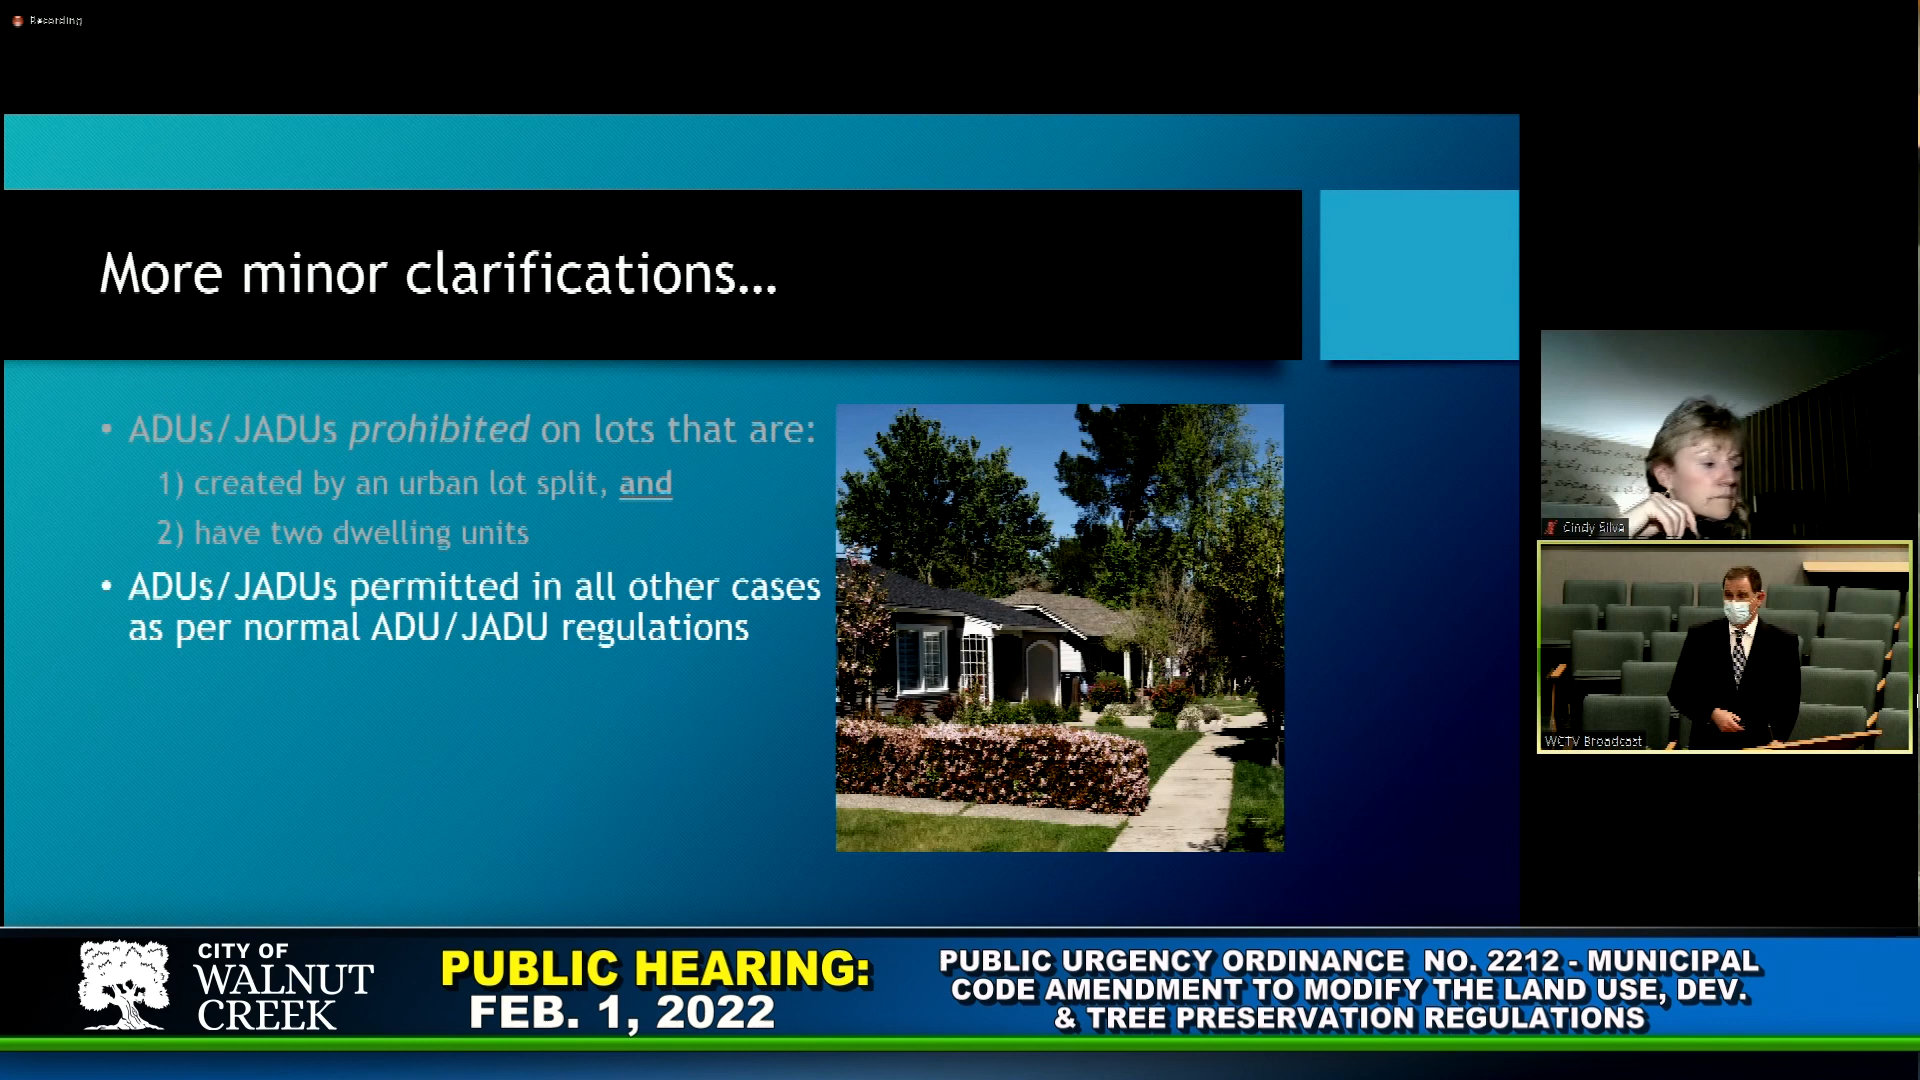 Recording
More minor clarifications...
• ADUs/JADUs prohibited on lots that are:
1) created by an urban lot split, and
2) have two dwelling units
• ADUs/JADUs permitted in all other cases
as per normal ADU/JADU regulations
Cindy Silva
WCTV Broadcast
CITY OF
WALNUT
CREEK
PUBLIC HEARING:
FEB. 1, 2022
PUBLIC URGENCY ORDINANCE NO. 2212 - MUNICIPAL
CODE AMENDMENT TO MODIFY THE LAND USE, DEV.
& TREE PRESERVATION REGULATIONS